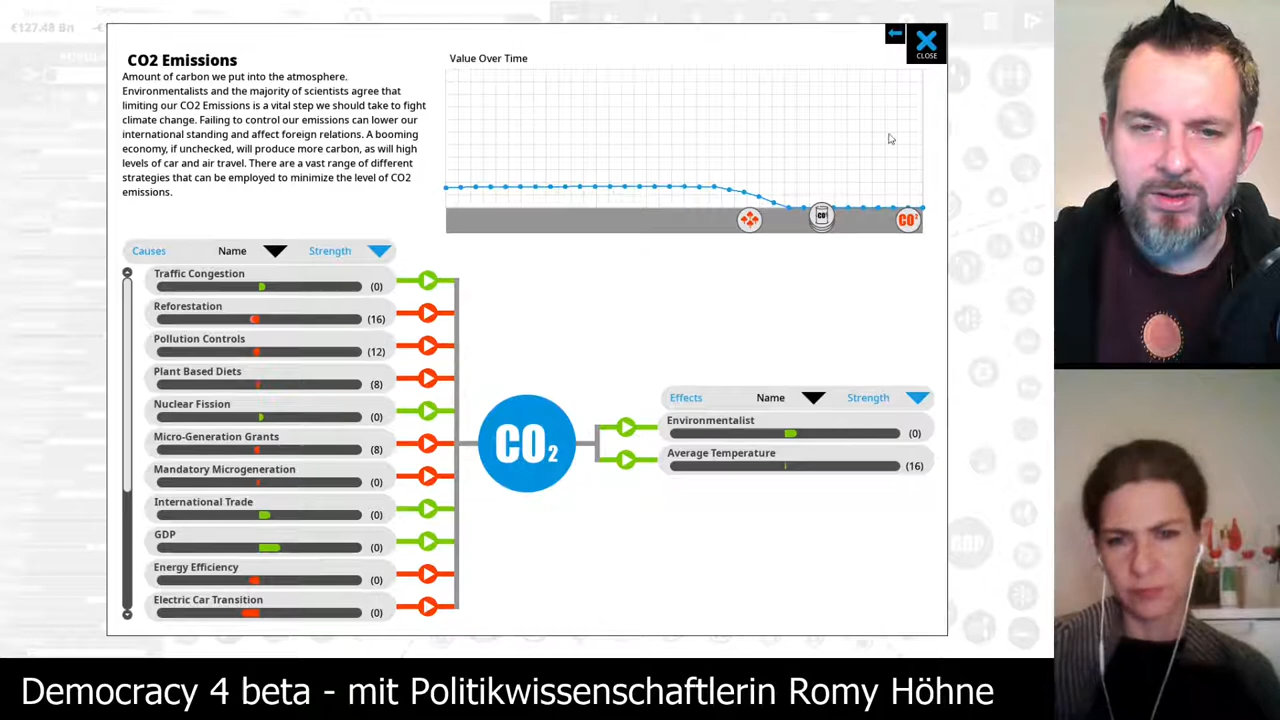 €127.48 Bn
CO2 Emissions
Amount of carbon we put into the atmosphere.
Environmentalists and the majority of scientists agree that
limiting our CO2 Emissions is a vital step we should take to fight
climate change. Failing to control our emissions can lower our
international standing and affect foreign relations. A booming
economy, if unchecked, will produce more carbon, as will high
levels of car and air travel. There are a vast range of different
strategies that can be employed to minimize the level of CO2
emissions.
Value Over Time
CLOSE
CO²
CO²
Causes Name Strength
Traffic Congestion
(0)
Reforestation
(16)
Pollution Controls
(12)
Plant Based Diets
(8)
Nuclear Fission
(0)
Micro-Generation Grants
(8)
Mandatory Microgeneration
(0)
International Trade
(0)
GDP
(0)
Energy Efficiency
(0)
Electric Car Transition
(0)
CO₂
Effects Name Strength
Environmentalist
(0)
Average Temperature
(16)
GDP
Democracy 4 beta - mit Politikwissenschaftlerin Romy Höhne